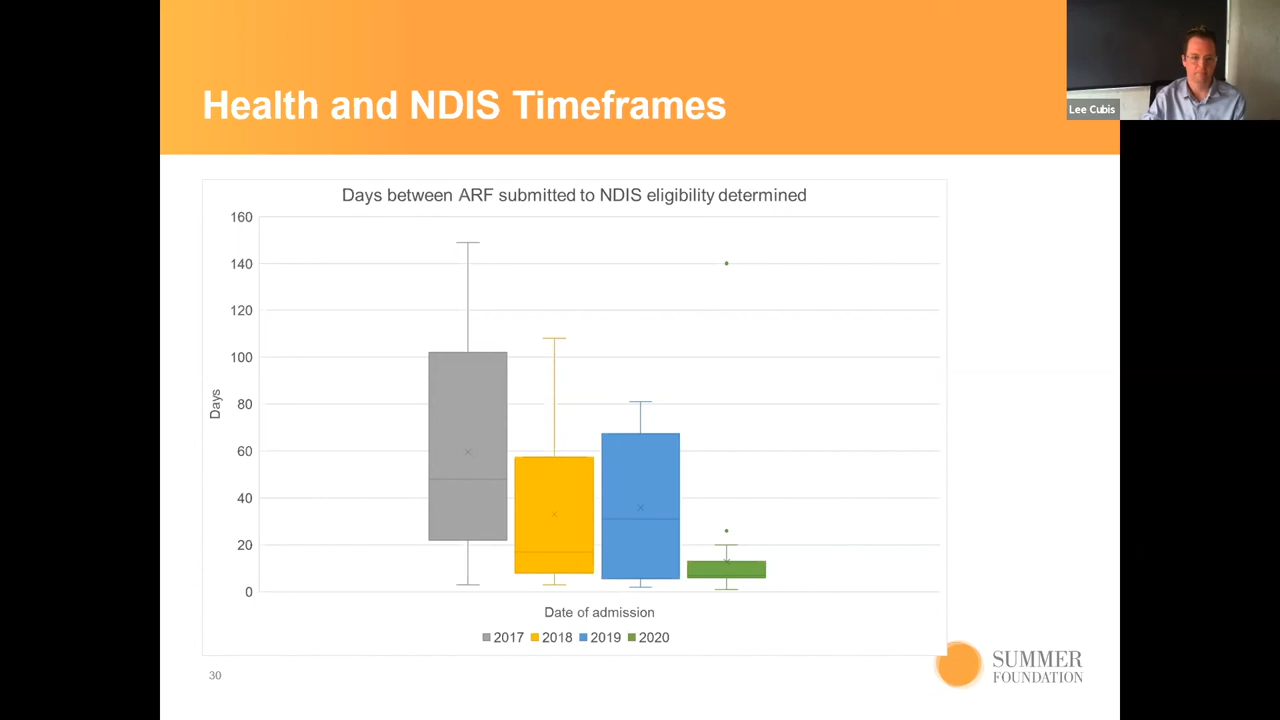 Health and NDIS Timeframes
Lee Cubis
Days between ARF submitted to NDIS eligibility determined
160
140
120
100
80
60
40
20
0
Days
Date of admission
2017 2018 2019 2020
30
SUMMER
FOUNDATION